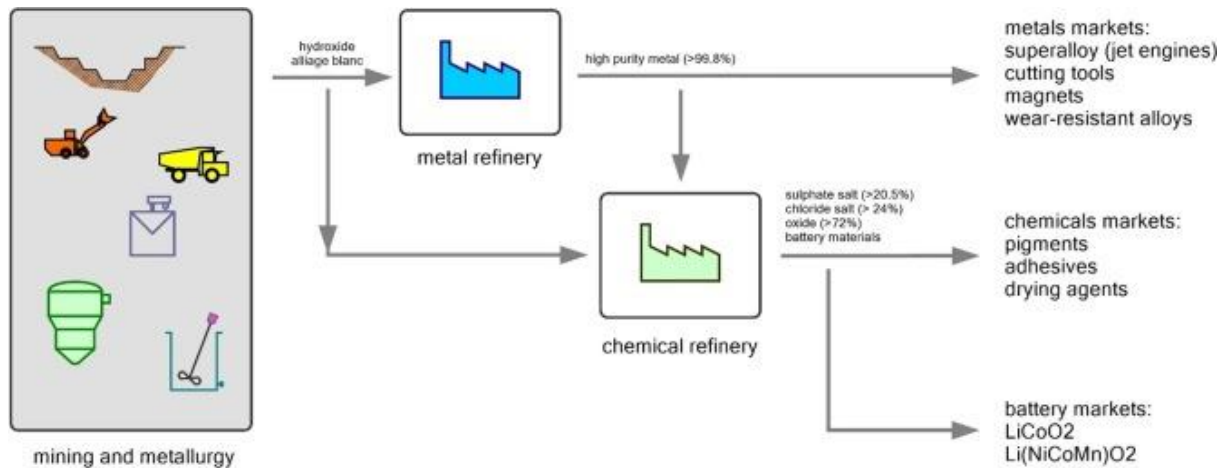 hydroxide
alliage blanc
metal refinery
high purity metal (>99.8%)
metals markets:
superalloy (jet engines)
cutting tools
magnets
wear-resistant alloys
chemical refinery
sulphate salt (>20.5%)
chloride salt (> 24%)
oxide (>72%)
battery materials
chemicals markets:
pigments
adhesives
drying agents
battery markets:
LiCoO2
Li(NiCoMn)O2
mining and metallurgy